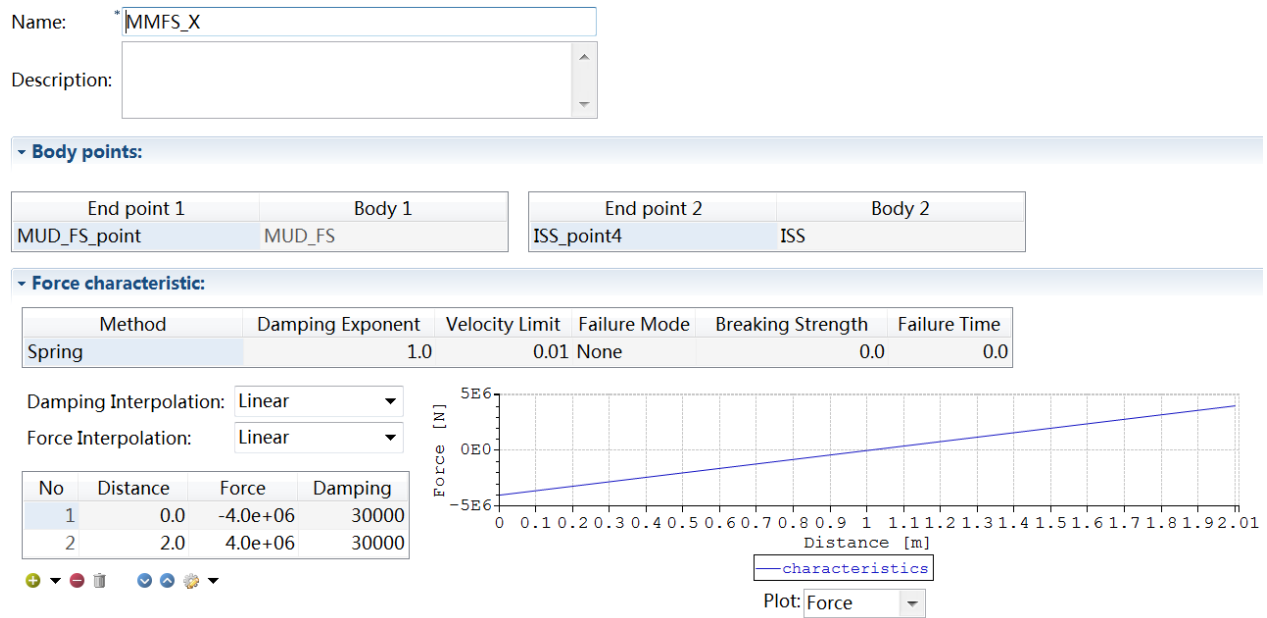 Name: * MMFS_X
Description:
Body points:
End point 1 Body 1 End point 2 Body 2
MUD_FS_point MUD_FS ISS_point4 ISS
Force characteristic:
Method Damping Exponent Velocity Limit Failure Mode Breaking Strength Failure Time
Spring 1.0 0.01 None 0.0 0.0
Damping Interpolation: Linear
Force Interpolation: Linear
No Distance Force Damping
1 0.0 -4.0e+06 30000
2 2.0 4.0e+06 30000
Force [N]
5E6
0E0
-5E6
0 0.1 0.2 0.3 0.4 0.5 0.6 0.7 0.8 0.9 1 1.1 1.2 1.3 1.4 1.5 1.6 1.7 1.8 1.9 2.01
Distance [m]
characteristics
Plot: Force